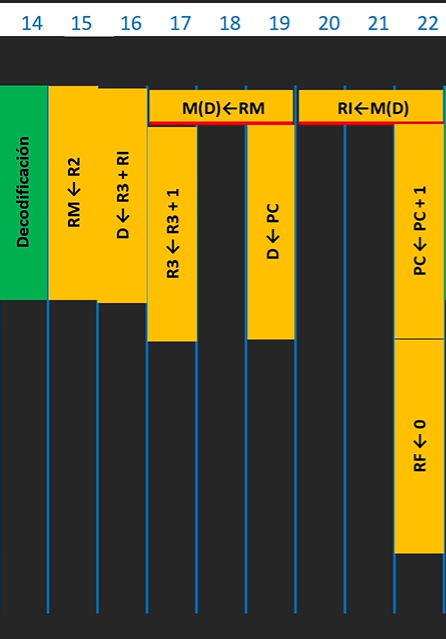 14 15 16 17 18 19 20 21 22
Decodificación
RM ← R2
D ← R3 + RI
M(D)←RM
R3 ← R3 + 1
D ← PC
RI←M(D)
PC ← PC + 1
RF ← 0